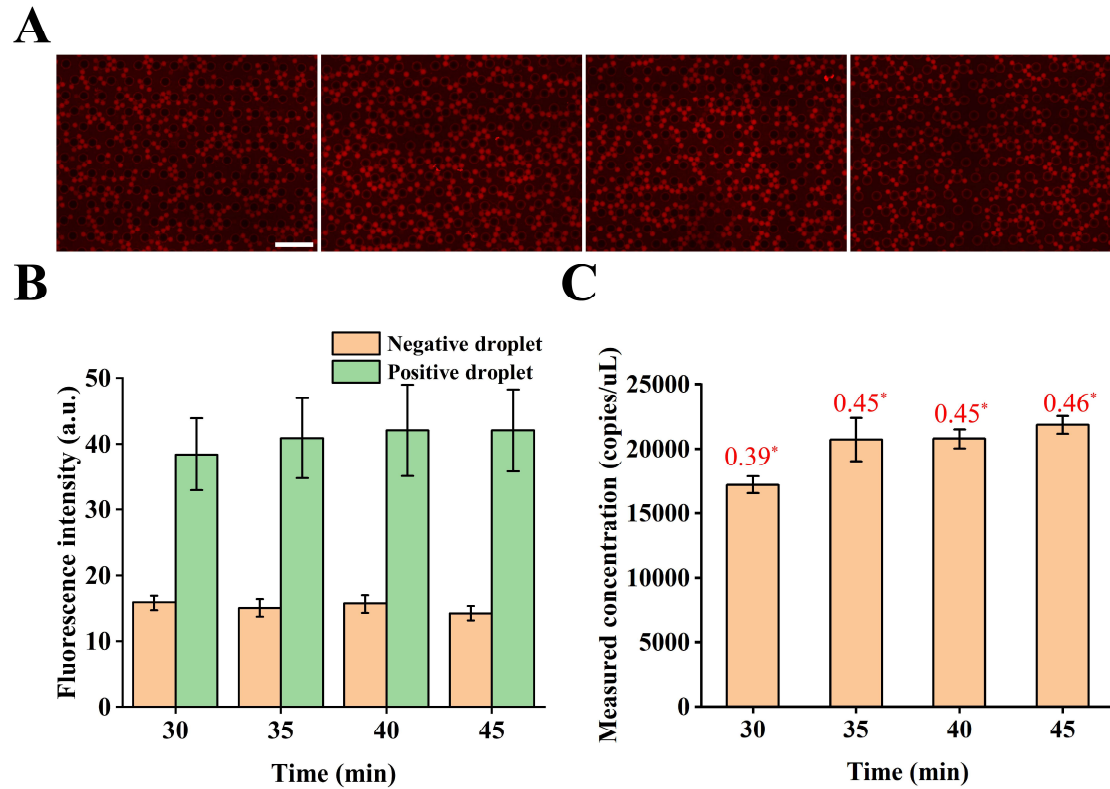 A
B
C
Negative droplet
Positive droplet
Fluorescence intensity (a.u.)
50
40
30
20
10
0
30 35 40 45
Time (min)
Measured concentration (copies/uL)
25000
20000
15000
10000
5000
0
0.39*
0.45*
0.45*
0.46*
30 35 40 45
Time (min)